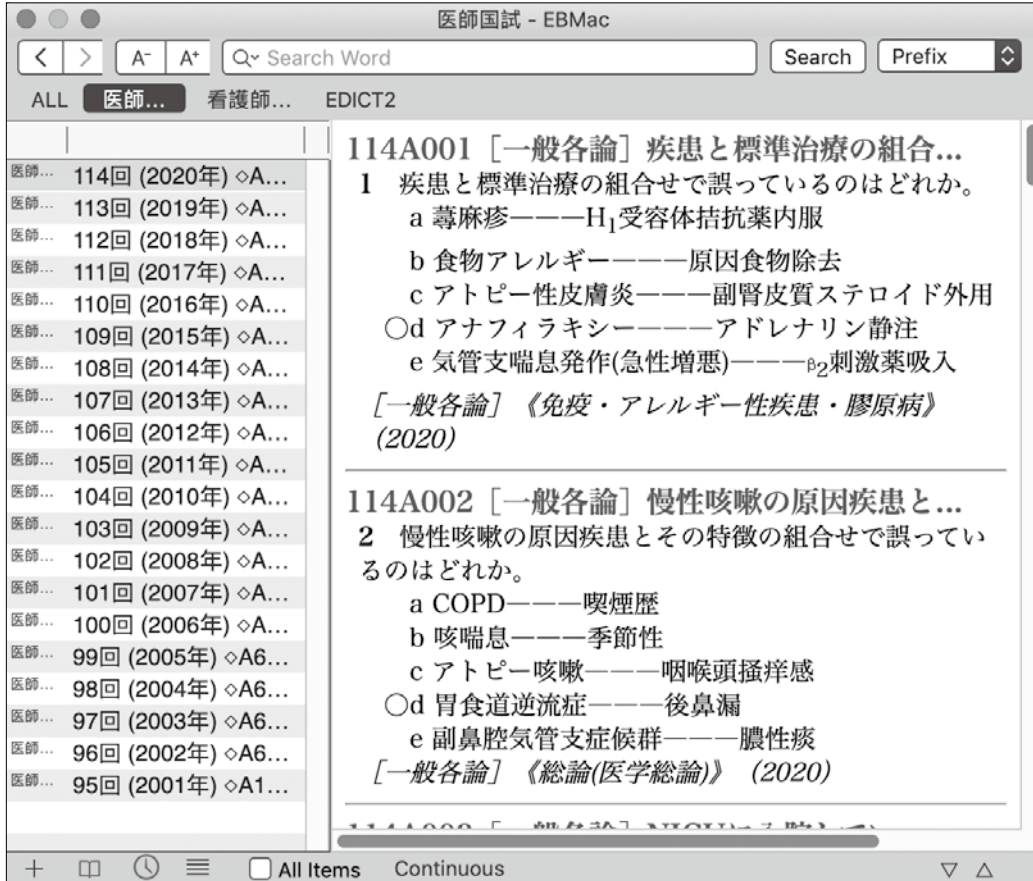 医師国試 - EBMac
A⁻ A⁺ Search Word Search Prefix
ALL 医師... 看護師... EDICT2
医師... 114回 (2020年) ◇A...
医師... 113回 (2019年) ◇A...
医師... 112回 (2018年) ◇A...
医師... 111回 (2017年) ◇A...
医師... 110回 (2016年) ◇A...
医師... 109回 (2015年) ◇A...
医師... 108回 (2014年) ◇A...
医師... 107回 (2013年) ◇A...
医師... 106回 (2012年) ◇A...
医師... 105回 (2011年) ◇A...
医師... 104回 (2010年) ◇A...
医師... 103回 (2009年) ◇A...
医師... 102回 (2008年) ◇A...
医師... 101回 (2007年) ◇A...
医師... 100回 (2006年) ◇A...
医師... 99回 (2005年) ◇A6...
医師... 98回 (2004年) ◇A6...
医師... 97回 (2003年) ◇A6...
医師... 96回 (2002年) ◇A6...
医師... 95回 (2001年) ◇A1...
114A001［一般各論］疾患と標準治療の組合...
1 疾患と標準治療の組合せで誤っているのはどれか。
a 蕁麻疹———H₁受容体拮抗薬内服
b 食物アレルギー———原因食物除去
c アトピー性皮膚炎———副腎皮質ステロイド外用
○d アナフィラキシー———アドレナリン静注
e 気管支喘息発作(急性増悪)———β₂刺激薬吸入
［一般各論］《免疫・アレルギー性疾患・膠原病》
(2020)
114A002［一般各論］慢性咳嗽の原因疾患と...
2 慢性咳嗽の原因疾患とその特徴の組合せで誤ってい
るのはどれか。
a COPD———喫煙歴
b 咳喘息———季節性
c アトピー咳嗽———咽喉頭掻痒感
○d 胃食道逆流症———後鼻漏
e 副鼻腔気管支症候群———膿性痰
［一般各論］《総論(医学総論)》 (2020)
All Items Continuous